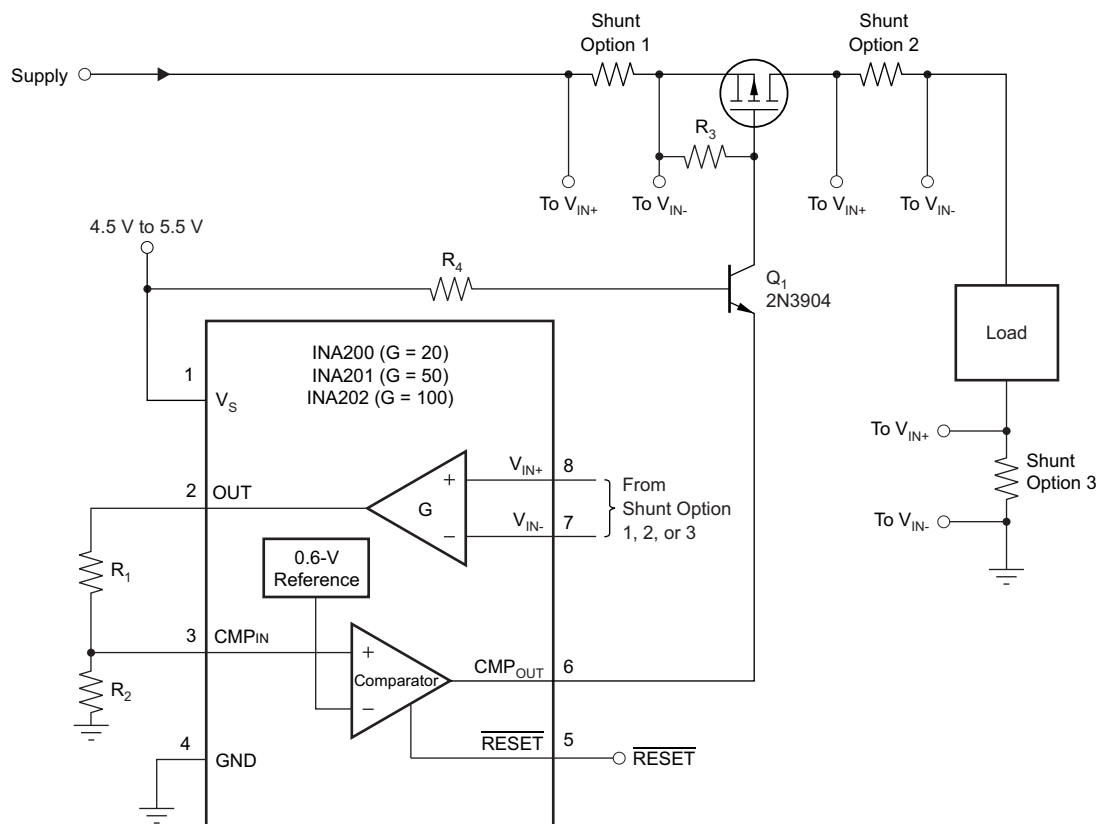 Shunt
Option 1
Shunt
Option 2
Supply
R3
To VIN+
To VIN-
To VIN+
To VIN-
4.5 V to 5.5 V
R4
Q1
2N3904
Load
INA200 (G = 20)
INA201 (G = 50)
INA202 (G = 100)
1
VS
To VIN+
Shunt
Option 3
To VIN-
2
OUT
G
+
−
VIN+
8
VIN-
7
From
Shunt Option
1, 2, or 3
R1
0.6-V
Reference
3
CMPIN
+
Comparator
−
CMPOUT
6
R2
4
GND
RESET
5
RESET